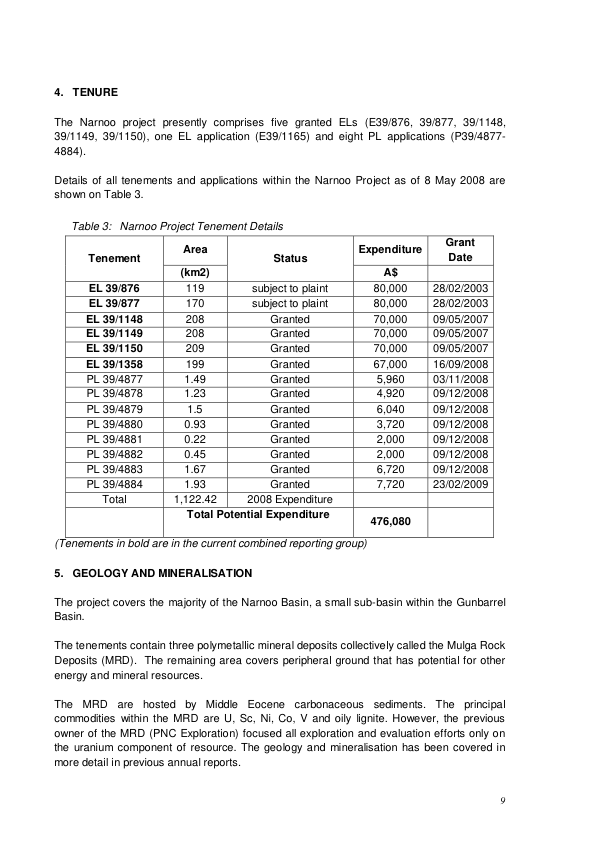 4. TENURE
The Narnoo project presently comprises five granted ELs (E39/876, 39/877, 39/1148,
39/1149, 39/1150), one EL application (E39/1165) and eight PL applications (P39/4877-
4884).
Details of all tenements and applications within the Narnoo Project as of 8 May 2008 are
shown on Table 3.
Table 3: Narnoo Project Tenement Details
Tenement Area (km2) Status Expenditure A$ Grant Date
EL 39/876 119 subject to plaint 80,000 28/02/2003
EL 39/877 170 subject to plaint 80,000 28/02/2003
EL 39/1148 208 Granted 70,000 09/05/2007
EL 39/1149 208 Granted 70,000 09/05/2007
EL 39/1150 209 Granted 70,000 09/05/2007
EL 39/1358 199 Granted 67,000 16/09/2008
PL 39/4877 1.49 Granted 5,960 03/11/2008
PL 39/4878 1.23 Granted 4,920 09/12/2008
PL 39/4879 1.5 Granted 6,040 09/12/2008
PL 39/4880 0.93 Granted 3,720 09/12/2008
PL 39/4881 0.22 Granted 2,000 09/12/2008
PL 39/4882 0.45 Granted 2,000 09/12/2008
PL 39/4883 1.67 Granted 6,720 09/12/2008
PL 39/4884 1.93 Granted 7,720 23/02/2009
Total 1,122.42 2008 Expenditure
Total Potential Expenditure 476,080
(Tenements in bold are in the current combined reporting group)
5. GEOLOGY AND MINERALISATION
The project covers the majority of the Narnoo Basin, a small sub-basin within the Gunbarrel
Basin.
The tenements contain three polymetallic mineral deposits collectively called the Mulga Rock
Deposits (MRD). The remaining area covers peripheral ground that has potential for other
energy and mineral resources.
The MRD are hosted by Middle Eocene carbonaceous sediments. The principal
commodities within the MRD are U, Sc, Ni, Co, V and oily lignite. However, the previous
owner of the MRD (PNC Exploration) focused all exploration and evaluation efforts only on
the uranium component of resource. The geology and mineralisation has been covered in
more detail in previous annual reports.
9